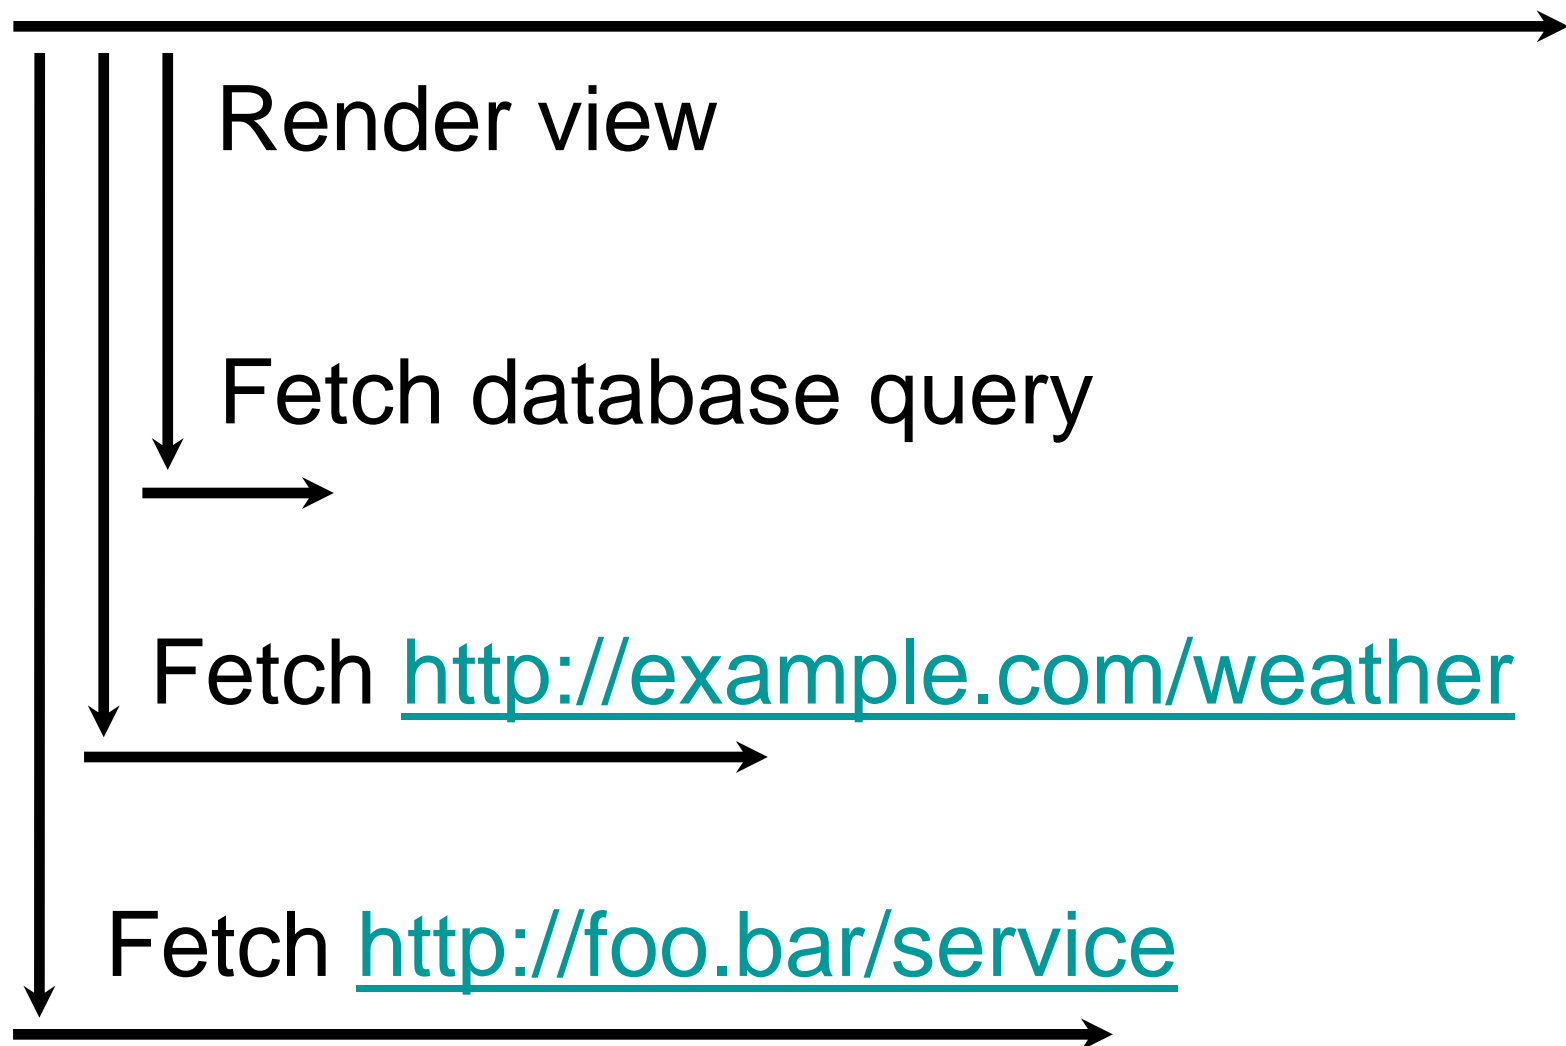 Render view
Fetch database query
Fetch http://example.com/weather
Fetch http://foo.bar/service